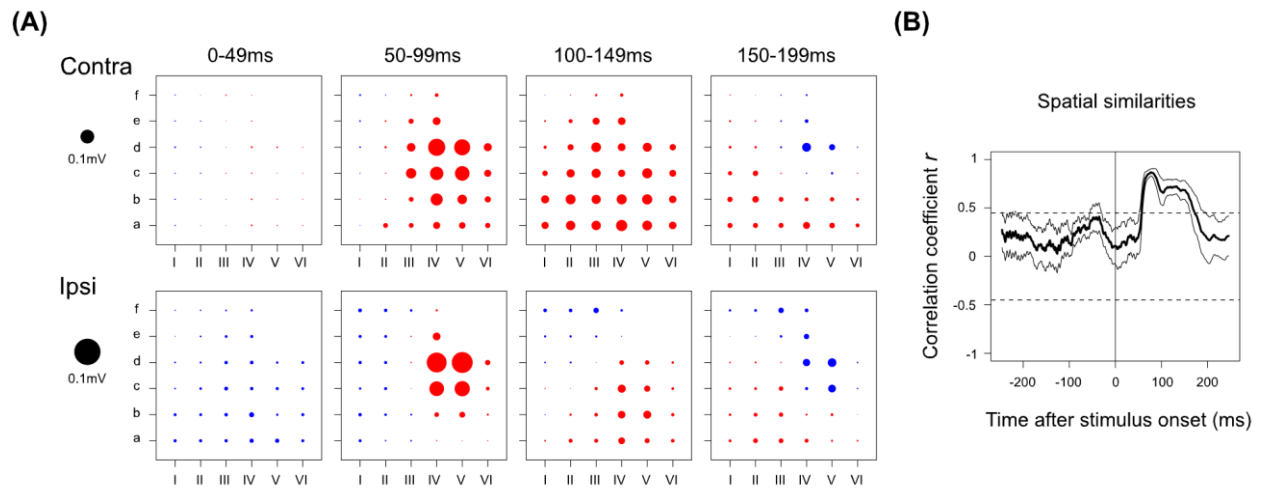 (A)
(B)
0-49ms 50-99ms 100-149ms 150-199ms
Contra
0.1mV
f
e
d
c
b
a
I II III IV V VI I II III IV V VI I II III IV V VI I II III IV V VI
Ipsi
0.1mV
f
e
d
c
b
a
I II III IV V VI I II III IV V VI I II III IV V VI I II III IV V VI
Spatial similarities
Correlation coefficient r
1
0.5
0
-0.5
-1
-200 -100 0 100 200
Time after stimulus onset (ms)